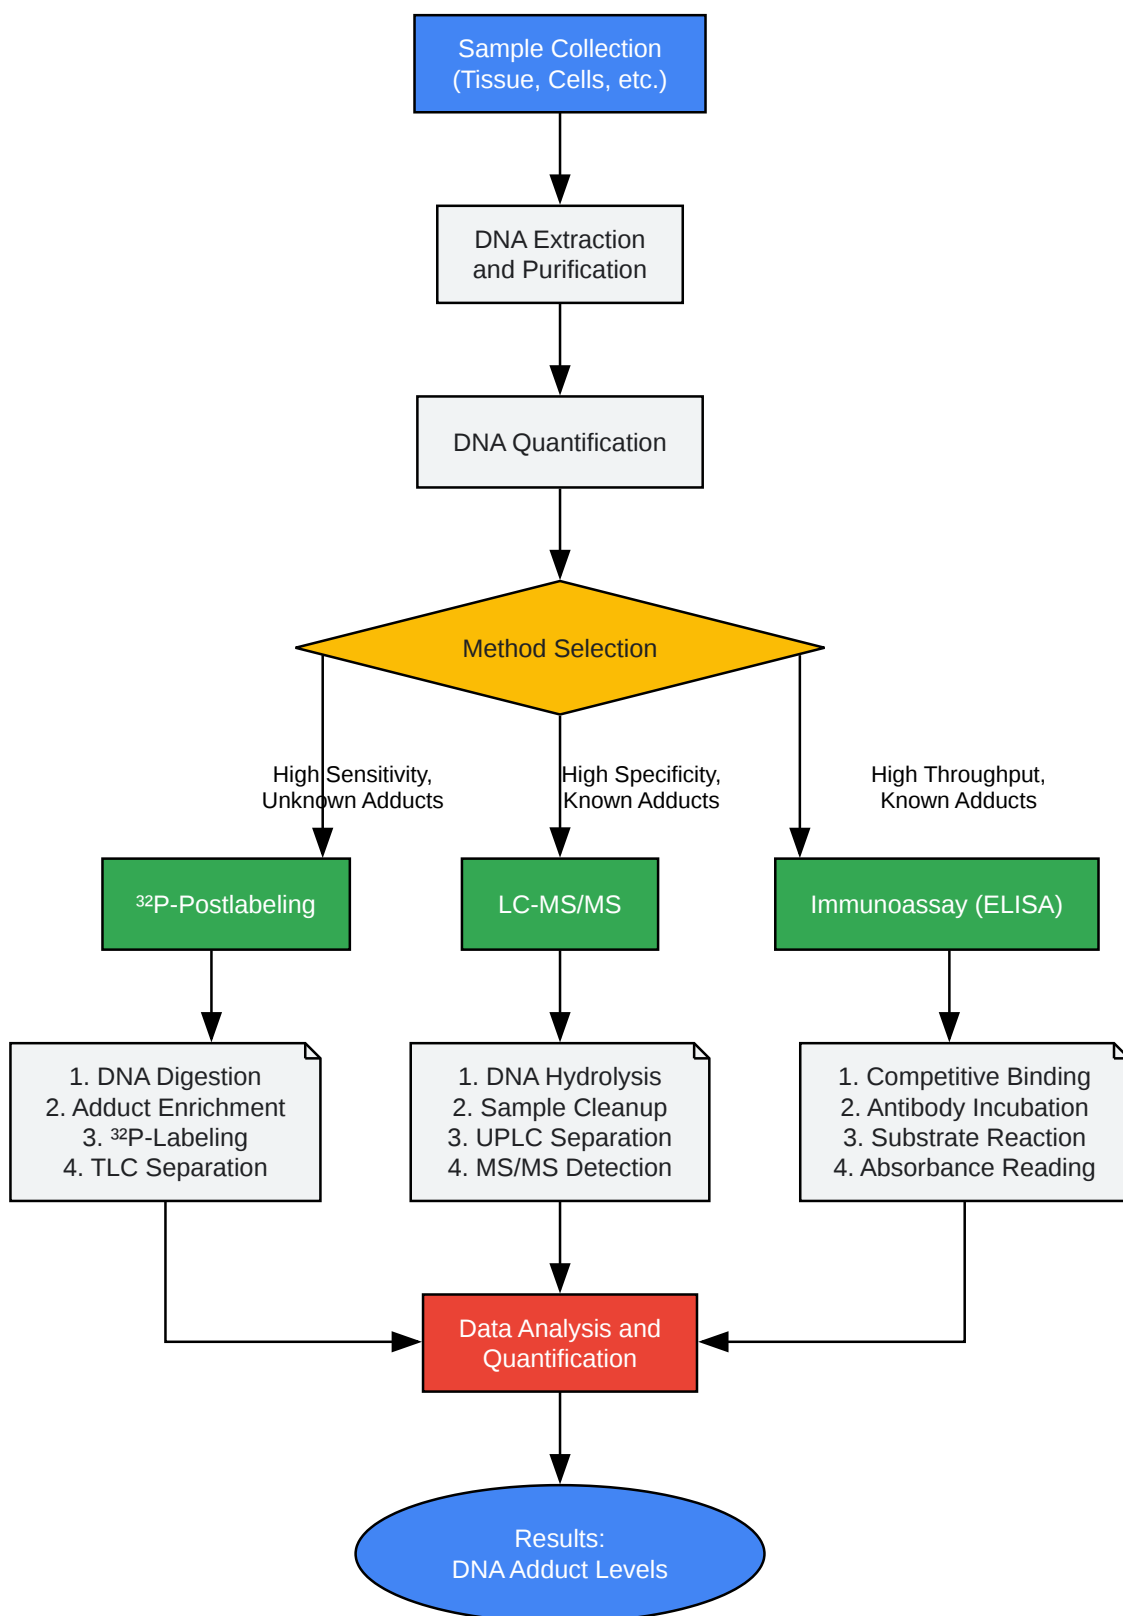 Sample Collection
(Tissue, Cells, etc.)
DNA Extraction
and Purification
DNA Quantification
Method Selection
High Sensitivity,
Unknown Adducts
High Specificity,
Known Adducts
High Throughput,
Known Adducts
³²P-Postlabeling
LC-MS/MS
Immunoassay (ELISA)
1. DNA Digestion
2. Adduct Enrichment
3. ³²P-Labeling
4. TLC Separation
1. DNA Hydrolysis
2. Sample Cleanup
3. UPLC Separation
4. MS/MS Detection
1. Competitive Binding
2. Antibody Incubation
3. Substrate Reaction
4. Absorbance Reading
Data Analysis and
Quantification
Results:
DNA Adduct Levels